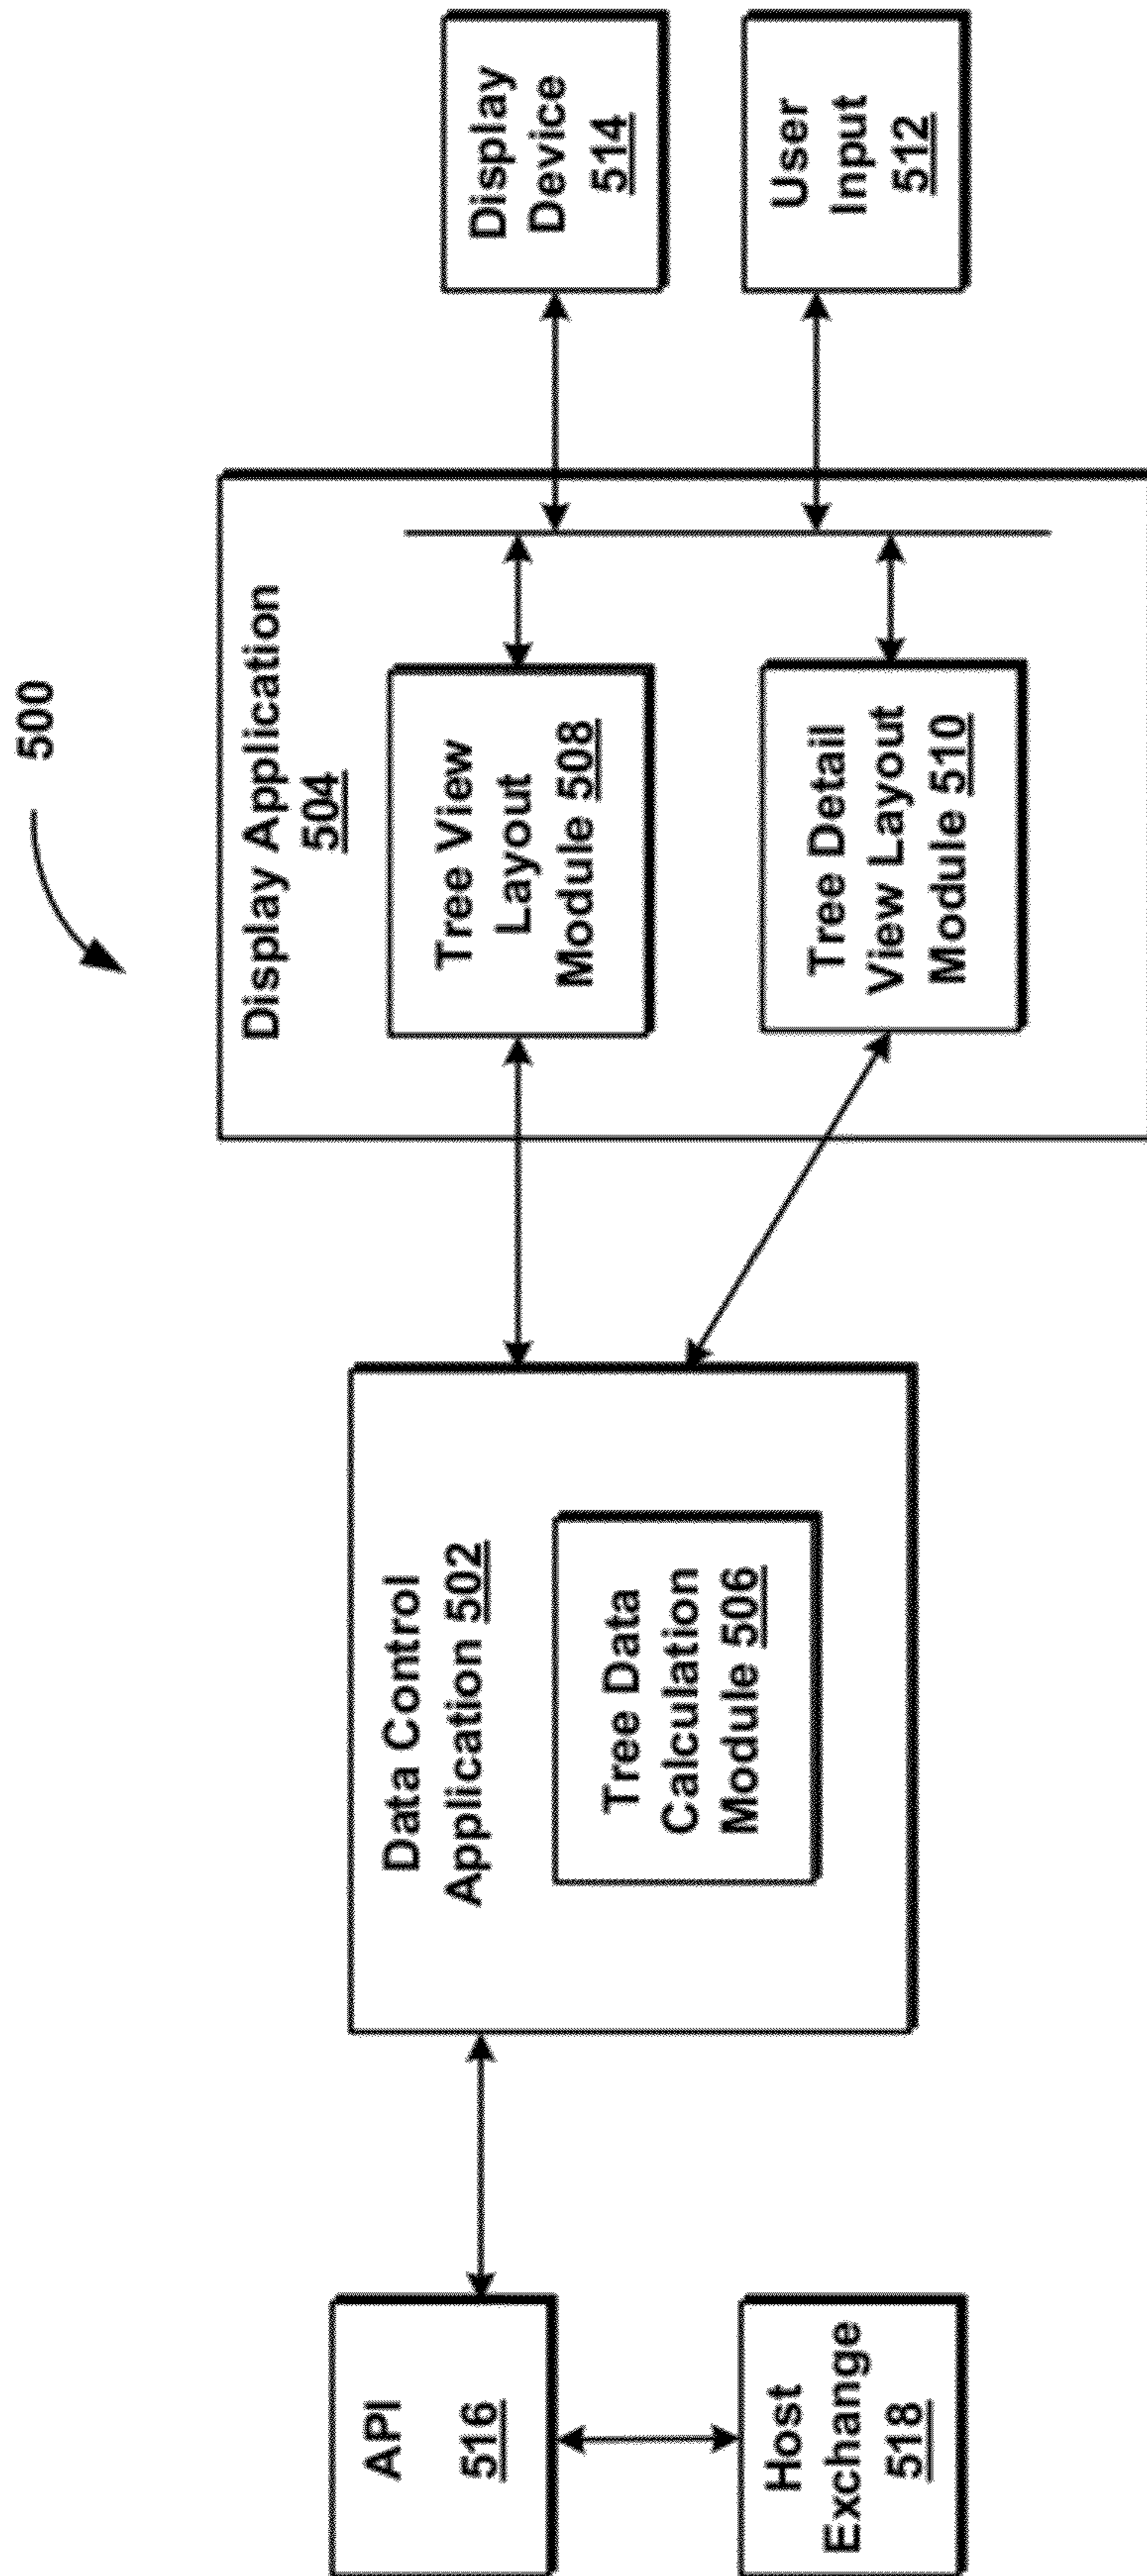 500
Display Application
504
Tree View
Layout
Module 508
Tree Detail
View Layout
Module 510
Display
Device
514
User
Input
512
Data Control
Application 502
Tree Data
Calculation
Module 506
API
516
Host
Exchange
518